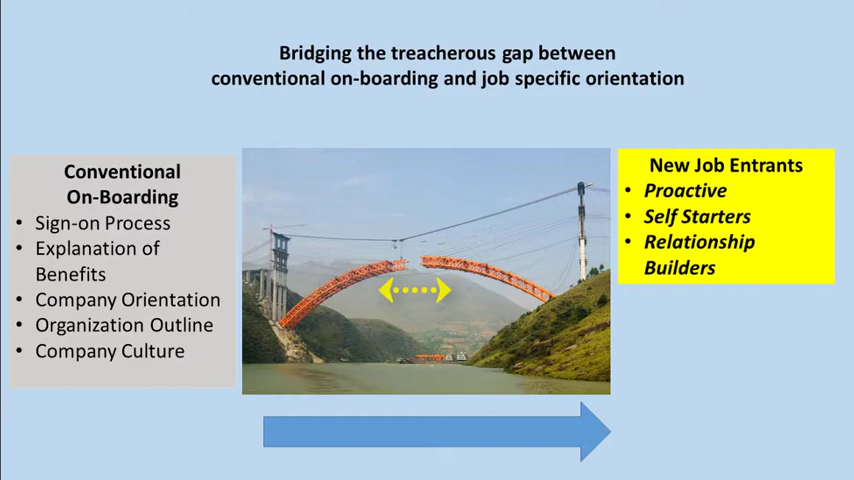 Bridging the treacherous gap between
conventional on-boarding and job specific orientation
Conventional
On-Boarding
• Sign-on Process
• Explanation of
Benefits
• Company Orientation
• Organization Outline
• Company Culture
New Job Entrants
• Proactive
• Self Starters
• Relationship
Builders